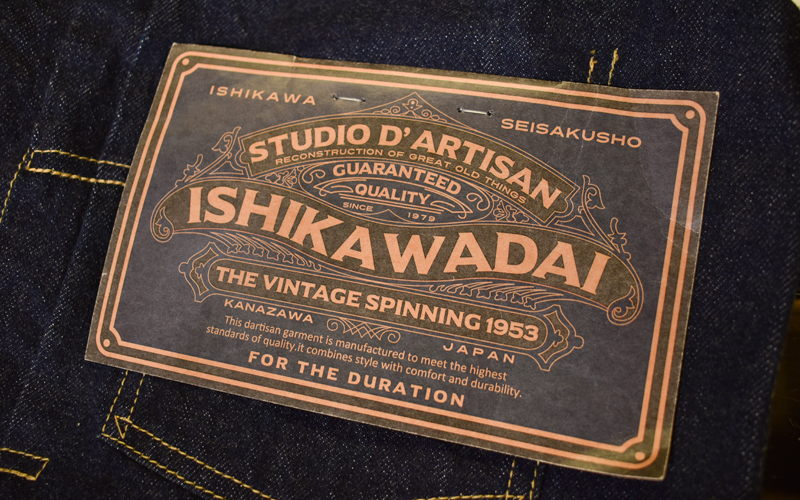 ISHIKAWA
SEISAKUSHO
STUDIO D'ARTISAN
RECONSTRUCTION OF GREAT OLD THINGS
GUARANTEED
QUALITY
SINCE 1979
ISHIKAWADAI
THE VINTAGE SPINNING 1953
KANAZAWA
JAPAN
This dartisan garment is manufactured to meet the highest
standards of quality.it combines style with comfort and durability.
FOR THE DURATION